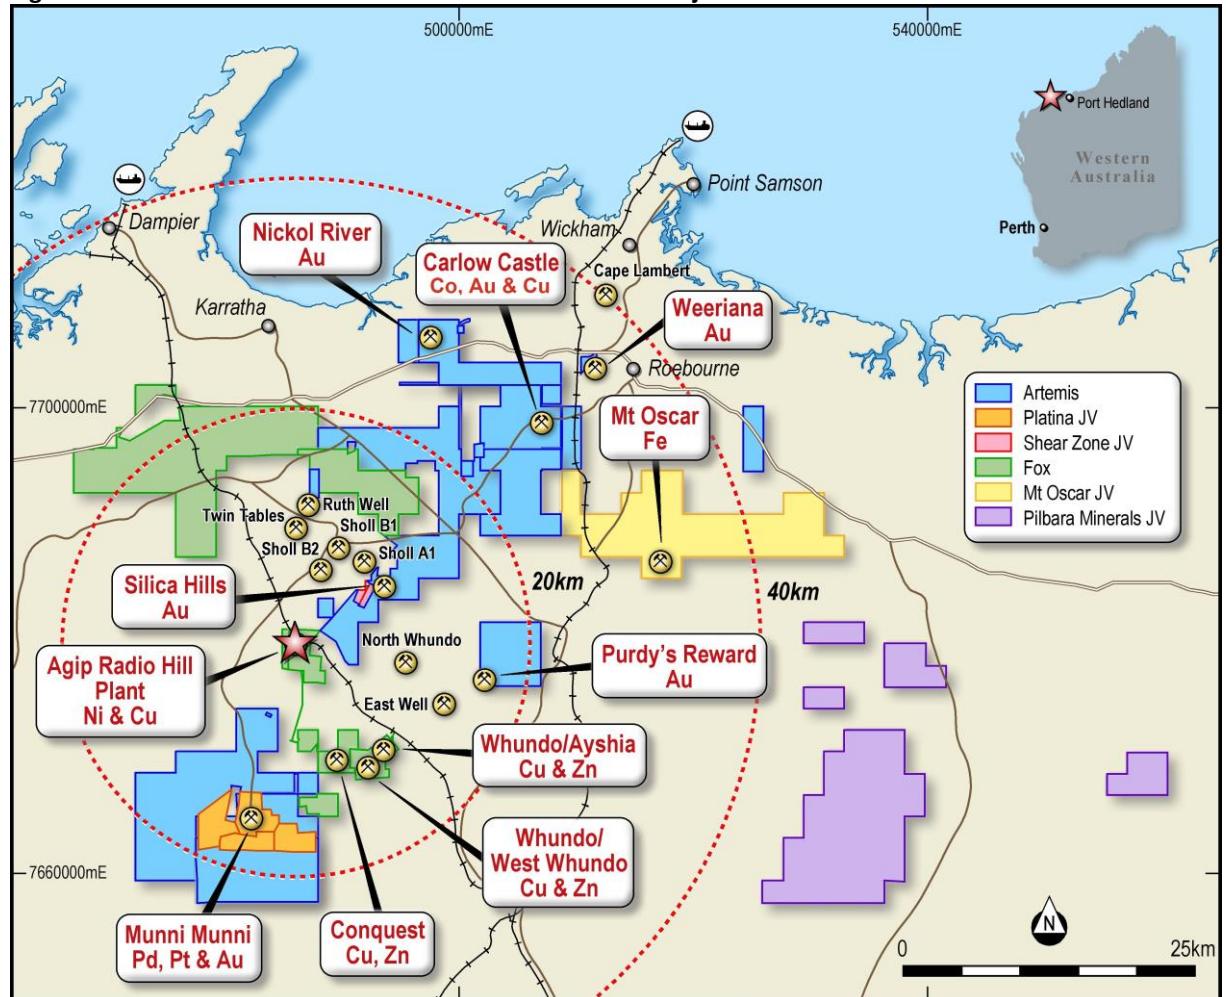 500000mE
540000mE
Port Hedland
Western
Australia
Perth
Point Samson
Dampier
Wickham
Nickol River
Au
Carlow Castle
Co, Au & Cu
Cape Lambert
Weeriana
Au
Karratha
Roebourne
7700000mE
Mt Oscar
Fe
Artemis
Platina JV
Shear Zone JV
Fox
Mt Oscar JV
Pilbara Minerals JV
Ruth Well
Twin Tables
Sholl B1
Sholl B2
Sholl A1
Silica Hills
Au
20km
40km
North Whundo
Agip Radio Hill
Plant
Ni & Cu
Purdy's Reward
Au
East Well
Whundo/Ayshia
Cu & Zn
Whundo/
West Whundo
Cu & Zn
7660000mE
Munni Munni
Pd, Pt & Au
Conquest
Cu, Zn
N
0
25km